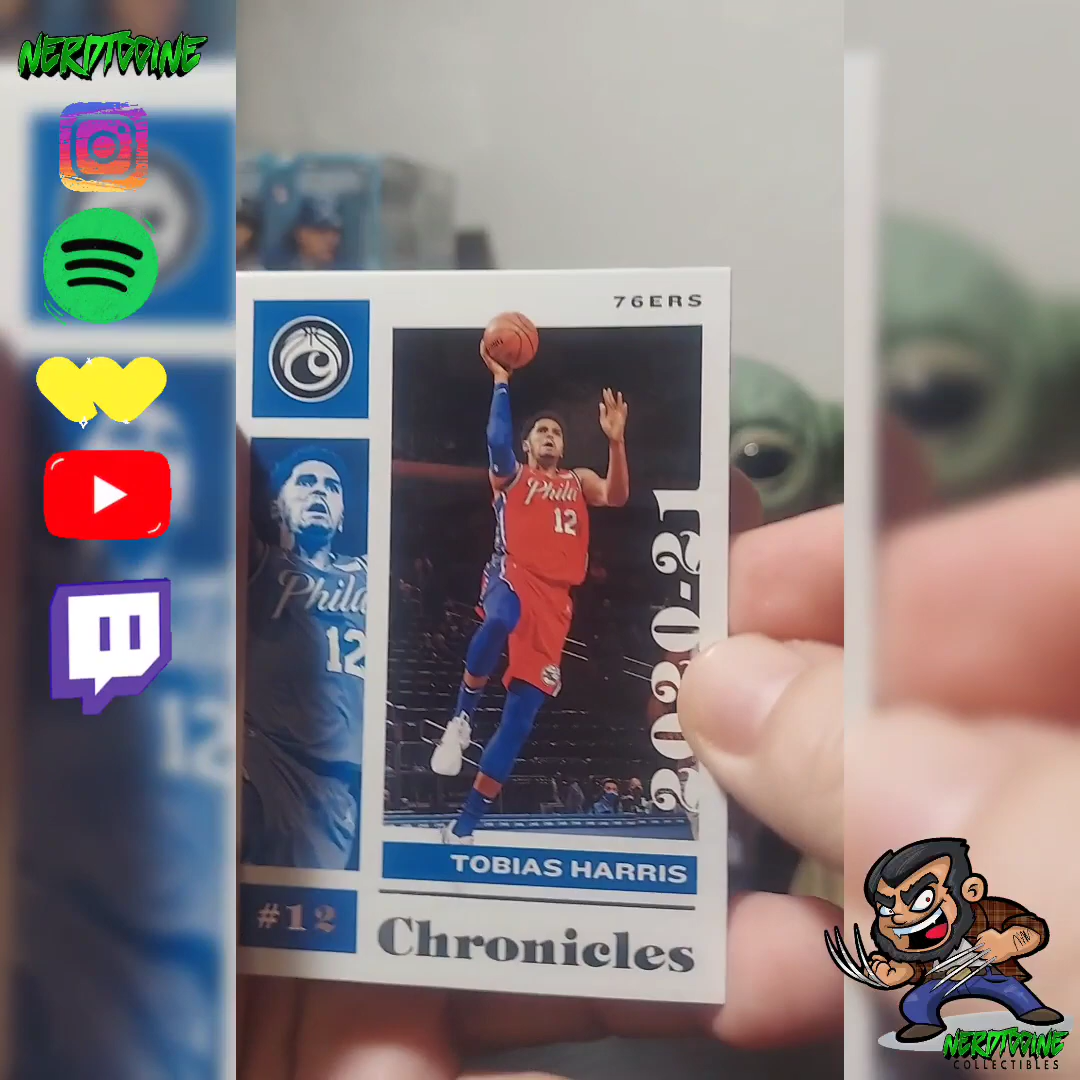 NERDTOOINE
76ERS
Phila
12
Phila
12
2020-21
TOBIAS HARRIS
#12
Chronicles
NERDTOOINE
COLLECTIBLES